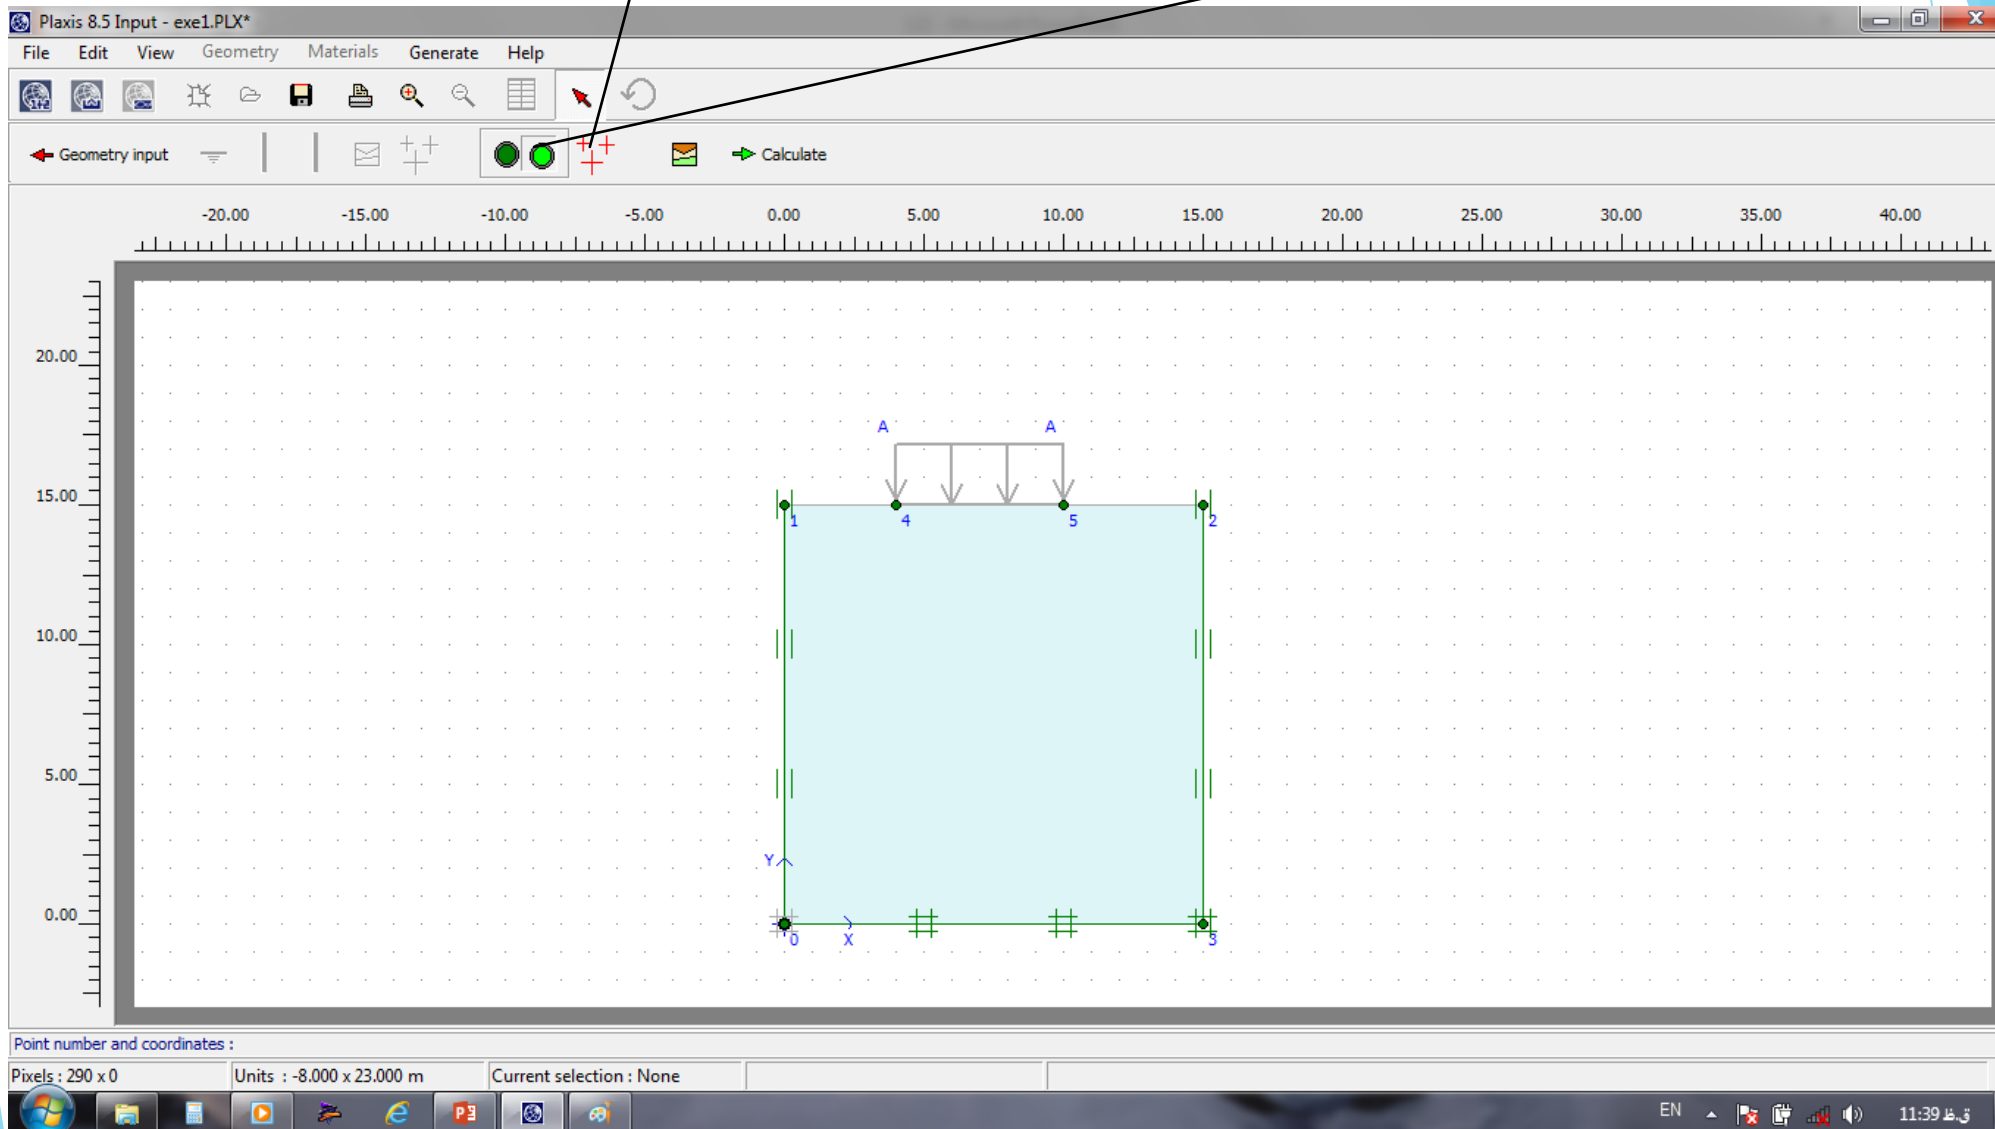 Plaxis 8.5 Input - exe1.PLX*
File Edit View Geometry Materials Generate Help
Geometry input Calculate
-20.00 -15.00 -10.00 -5.00 0.00 5.00 10.00 15.00 20.00 25.00 30.00 35.00 40.00
20.00
A A
15.00
1 4 5 2
10.00
5.00
Y
0.00
0 X 3
Point number and coordinates :
Pixels : 290 x 0 Units : -8.000 x 23.000 m Current selection : None
EN 11:39 ق.ظ